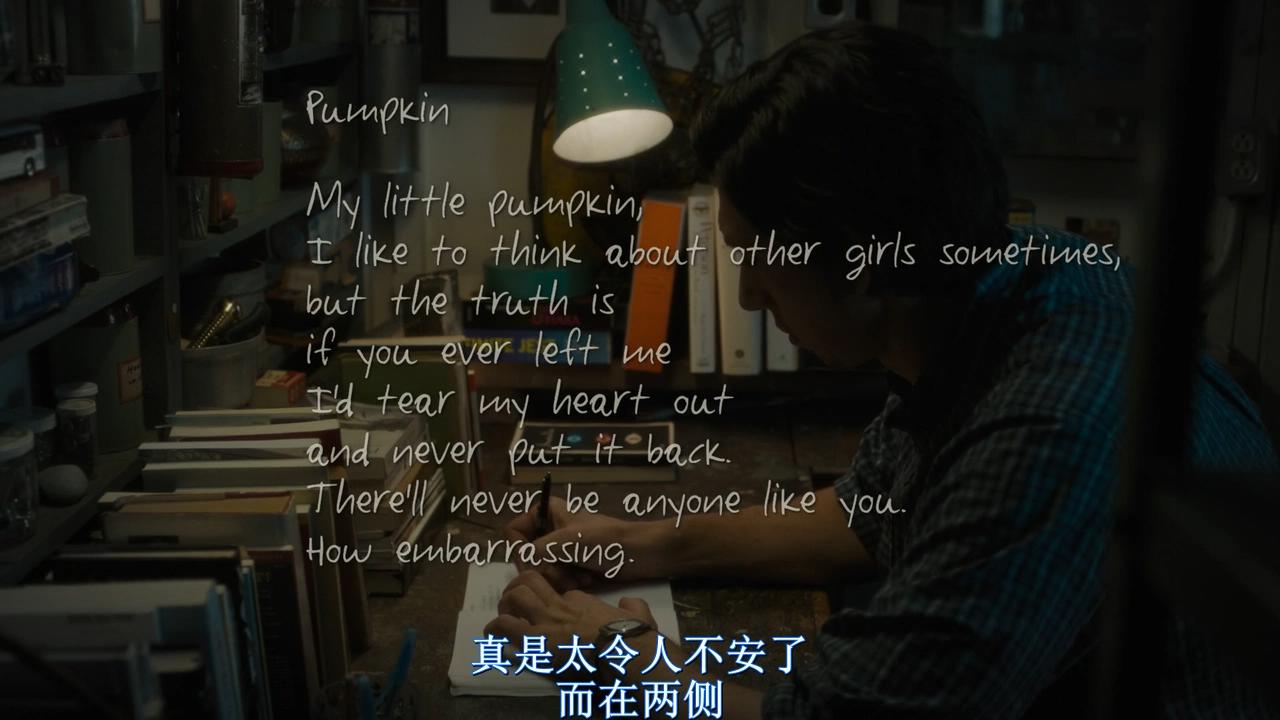 Pumpkin
My little pumpkin,
I like to think about other girls sometimes,
but the truth is
if you ever left me
I'd tear my heart out
and never put it back.
There'll never be anyone like you.
How embarrassing.
真是太令人不安了
而在两侧